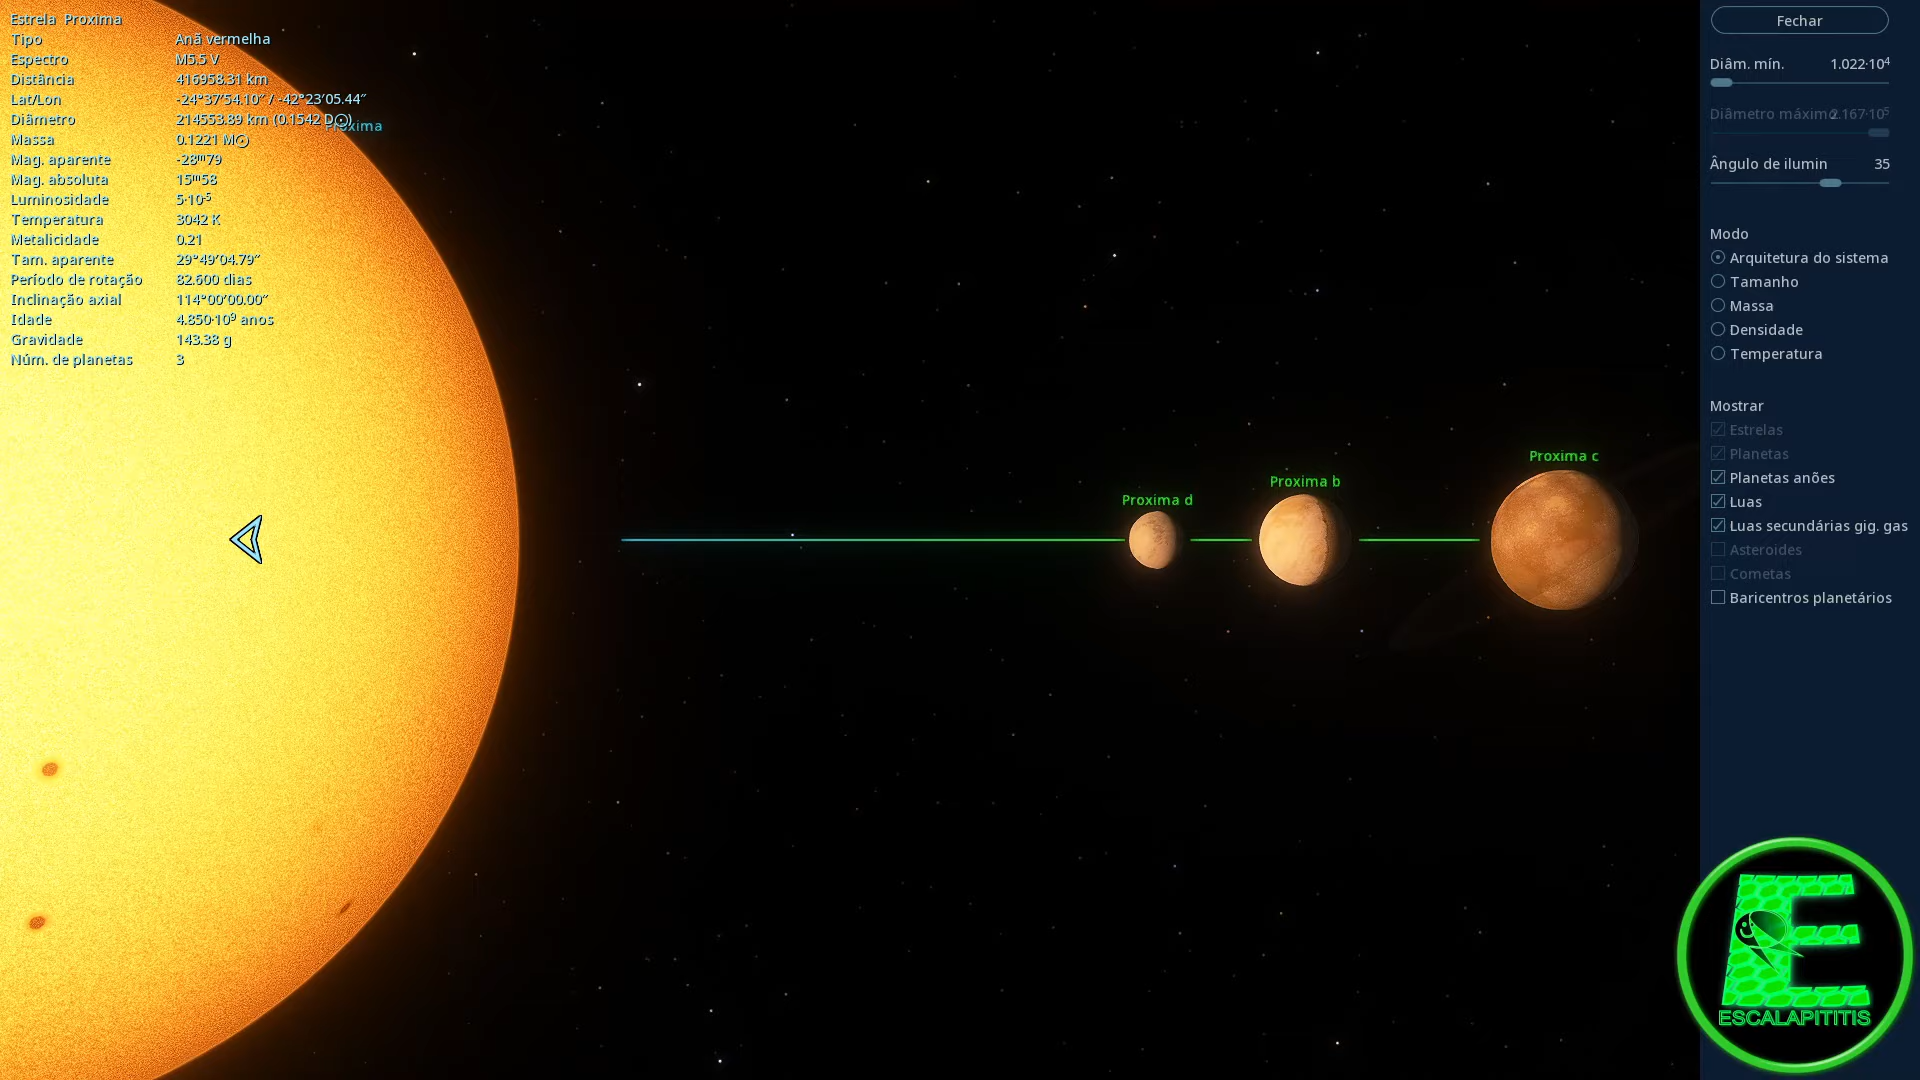 Estrela Proxima
Tipo Anã vermelha
Espectro M5.5 V
Distância 416958.31 km
Lat/Lon -24°37′54.10″ / -42°23′05.44″
Diâmetro 214553.89 km (0.1542 D☉)
Proxima
Massa 0.1221 M☉
Mag. aparente -28ᵐ79
Mag. absoluta 15ᵐ58
Luminosidade 5·10⁻⁵
Temperatura 3042 K
Metalicidade 0.21
Tam. aparente 29°49′04.79″
Período de rotação 82.600 dias
Inclinação axial 114°00′00.00″
Idade 4.850·10⁹ anos
Gravidade 143.38 g
Núm. de planetas 3
Proxima d
Proxima b
Proxima c
Fechar
Diâm. mín. 1.022·10⁴
Diâmetro máximo 2.167·10⁵
Ângulo de ilumin 35
Modo
Arquitetura do sistema
Tamanho
Massa
Densidade
Temperatura
Mostrar
Estrelas
Planetas
Planetas anões
Luas
Luas secundárias gig. gas
Asteroides
Cometas
Baricentros planetários
E
ESCALAPITITIS